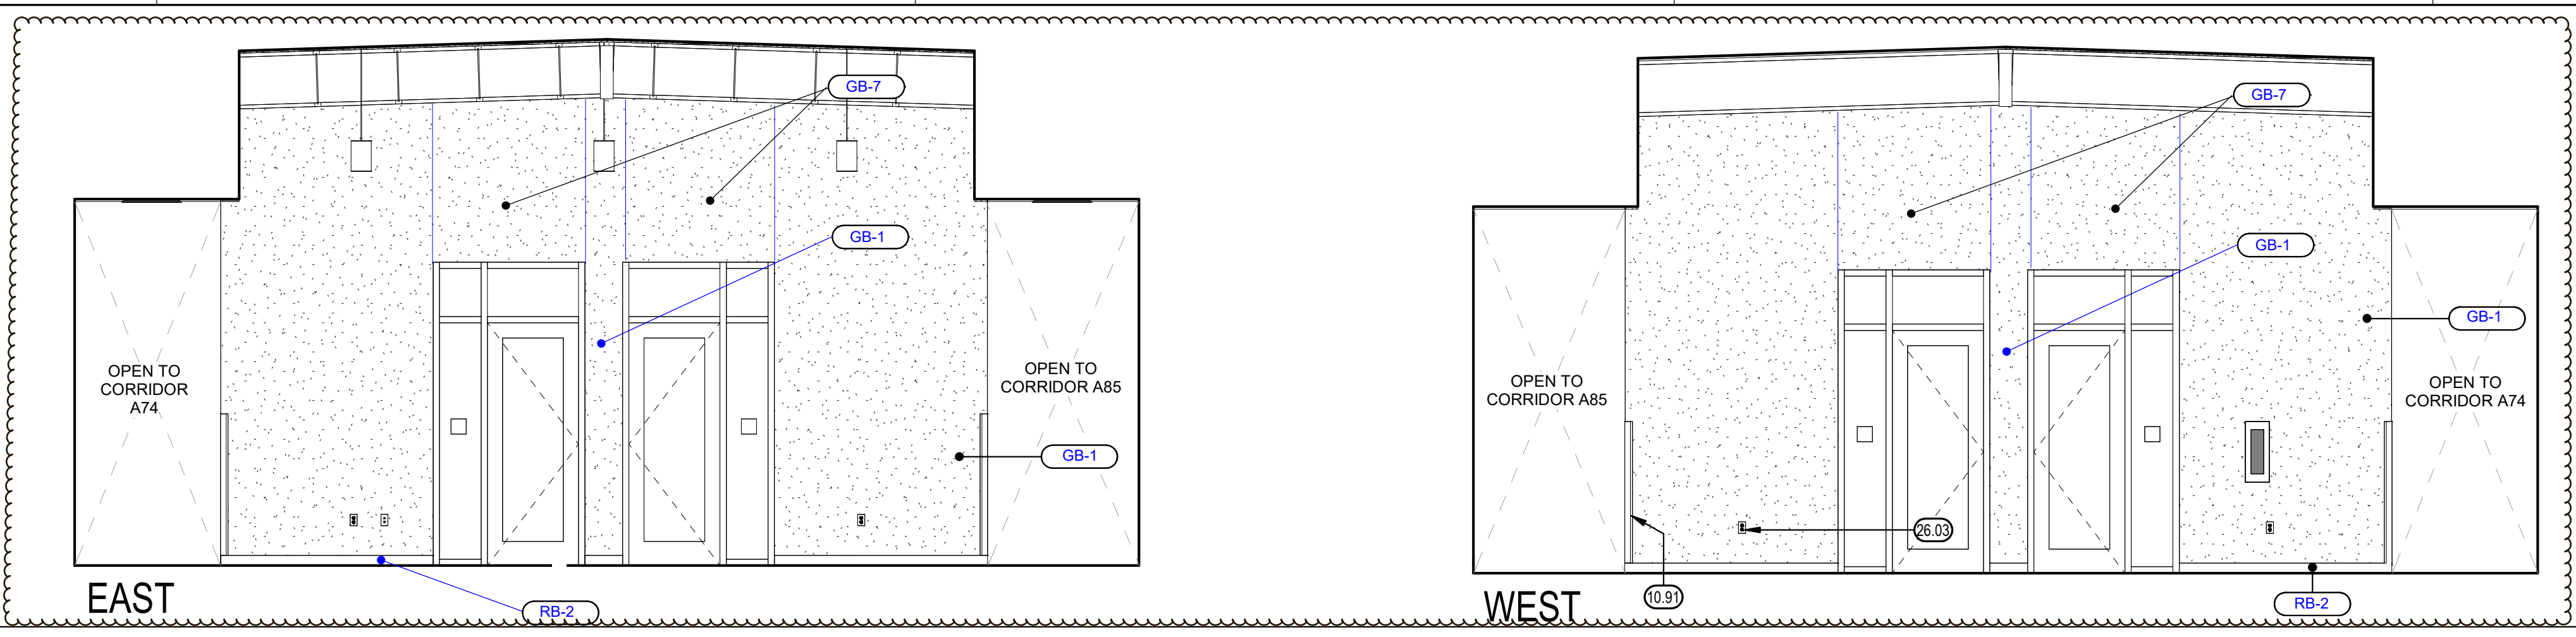 GB-7
GB-1
OPEN TO
CORRIDOR
A74
OPEN TO
CORRIDOR A85
GB-1
EAST
RB-2
GB-7
GB-1
GB-1
OPEN TO
CORRIDOR A85
OPEN TO
CORRIDOR A74
26.03
10.91
WEST
RB-2